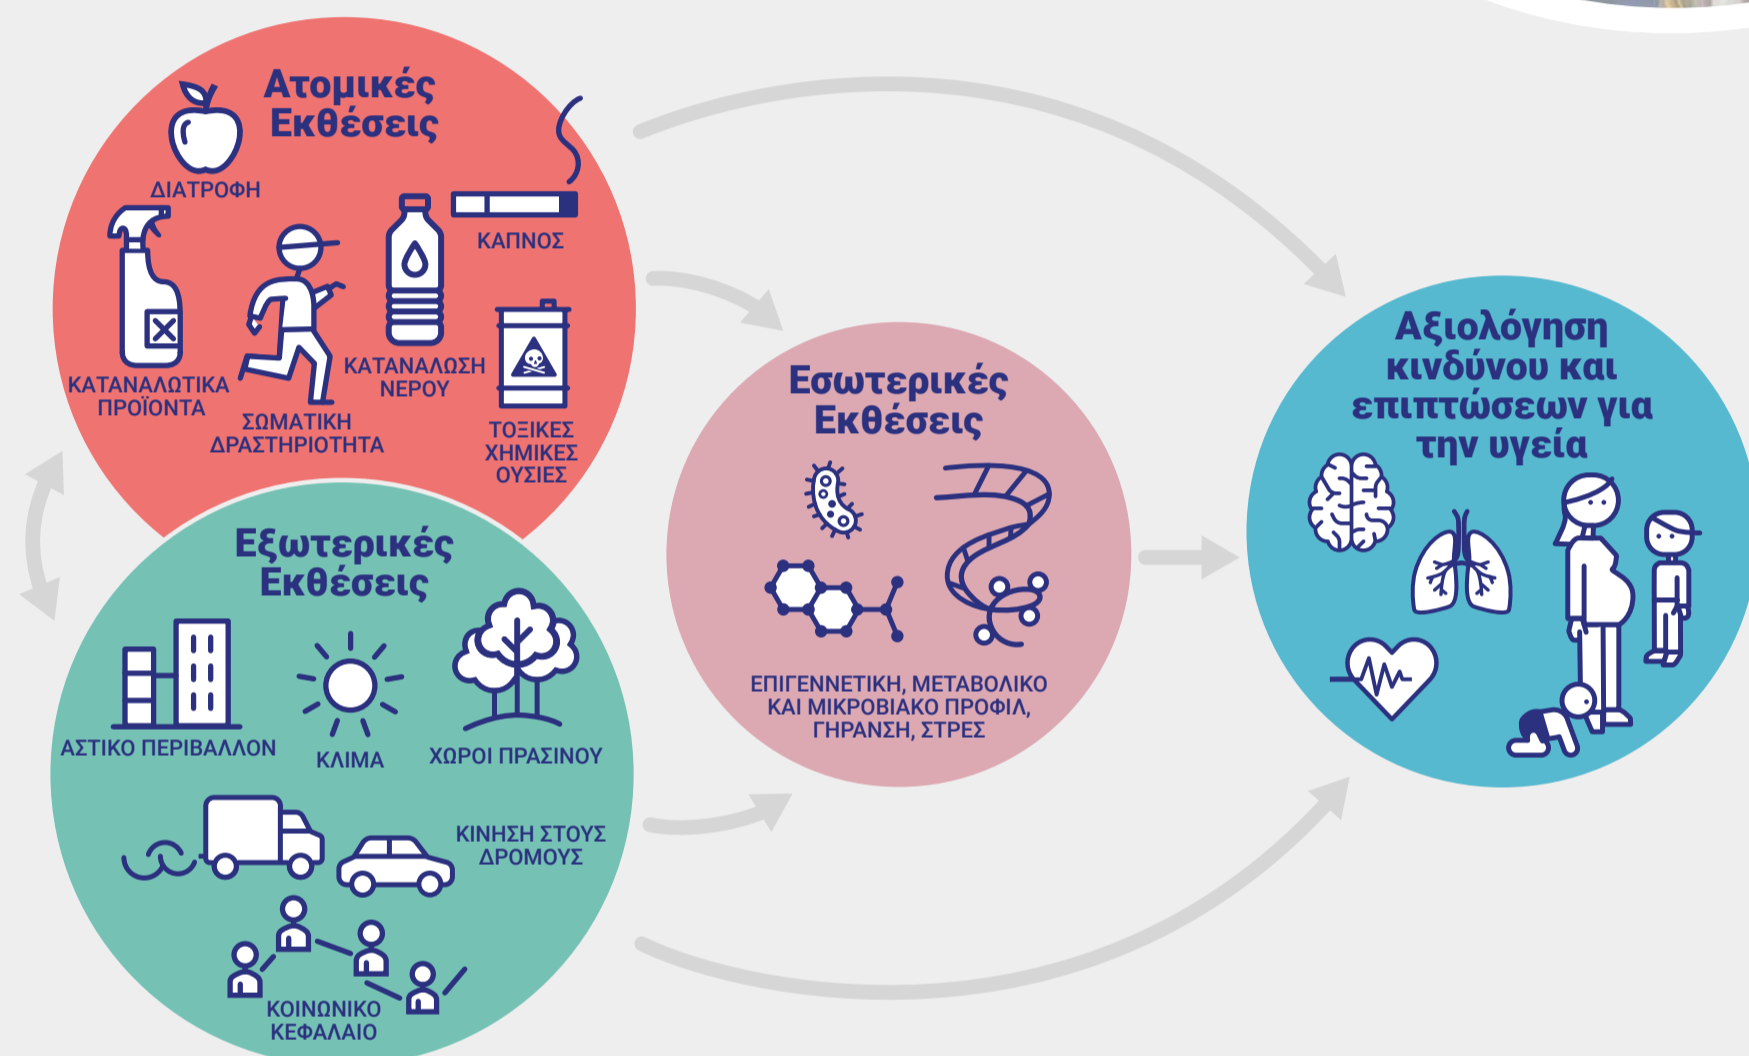 Ατομικές
Εκθέσεις
ΔΙΑΤΡΟΦΗ
ΚΑΠΝΟΣ
ΚΑΤΑΝΑΛΩΤΙΚΑ
ΠΡΟΪΟΝΤΑ
ΣΩΜΑΤΙΚΗ
ΔΡΑΣΤΗΡΙΟΤΗΤΑ
ΚΑΤΑΝΑΛΩΣΗ
ΝΕΡΟΥ
ΤΟΞΙΚΕΣ
ΧΗΜΙΚΕΣ
ΟΥΣΙΕΣ
Εξωτερικές
Εκθέσεις
ΑΣΤΙΚΟ ΠΕΡΙΒΑΛΛΟΝ
ΚΛΙΜΑ
ΧΩΡΟΙ ΠΡΑΣΙΝΟΥ
ΚΙΝΗΣΗ ΣΤΟΥΣ
ΔΡΟΜΟΥΣ
ΚΟΙΝΩΝΙΚΟ
ΚΕΦΑΛΑΙΟ
Εσωτερικές
Εκθέσεις
ΕΠΙΓΕΝΝΕΤΙΚΗ, ΜΕΤΑΒΟΛΙΚΟ
ΚΑΙ ΜΙΚΡΟΒΙΑΚΟ ΠΡΟΦΙΛ,
ΓΗΡΑΝΣΗ, ΣΤΡΕΣ
Αξιολόγηση
κινδύνου και
επιπτώσεων για
την υγεία